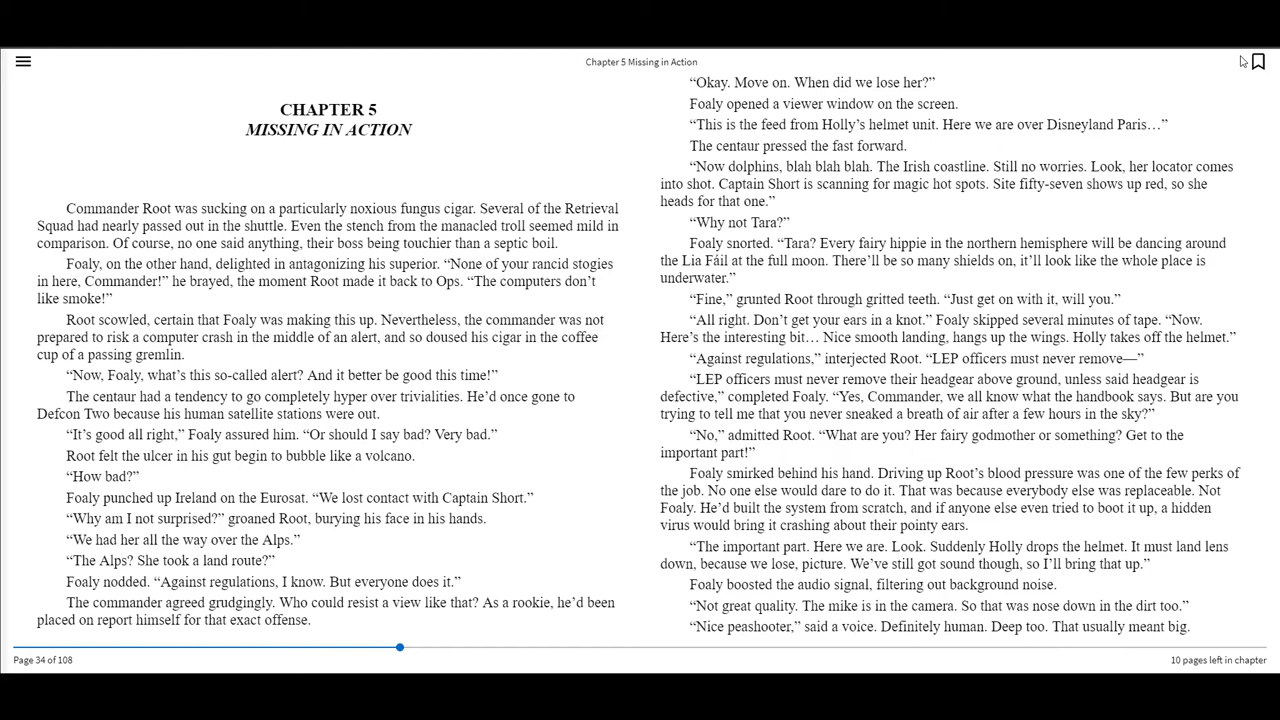 Chapter 5 Missing in Action
CHAPTER 5
MISSING IN ACTION
Commander Root was sucking on a particularly noxious fungus cigar. Several of the Retrieval
Squad had nearly passed out in the shuttle. Even the stench from the manacled troll seemed mild in
comparison. Of course, no one said anything, their boss being touchier than a septic boil.
Foaly, on the other hand, delighted in antagonizing his superior. “None of your rancid stogies
in here, Commander!” he brayed, the moment Root made it back to Ops. “The computers don’t
like smoke!”
Root scowled, certain that Foaly was making this up. Nevertheless, the commander was not
prepared to risk a computer crash in the middle of an alert, and so doused his cigar in the coffee
cup of a passing gremlin.
“Now, Foaly, what’s this so-called alert? And it better be good this time!”
The centaur had a tendency to go completely hyper over trivialities. He’d once gone to
Defcon Two because his human satellite stations were out.
“It’s good all right,” Foaly assured him. “Or should I say bad? Very bad.”
Root felt the ulcer in his gut begin to bubble like a volcano.
“How bad?”
Foaly punched up Ireland on the Eurosat. “We lost contact with Captain Short.”
“Why am I not surprised?” groaned Root, burying his face in his hands.
“We had her all the way over the Alps.”
“The Alps? She took a land route?”
Foaly nodded. “Against regulations, I know. But everyone does it.”
The commander agreed grudgingly. Who could resist a view like that? As a rookie, he’d been
placed on report himself for that exact offense.
“Okay. Move on. When did we lose her?”
Foaly opened a viewer window on the screen.
“This is the feed from Holly’s helmet unit. Here we are over Disneyland Paris…”
The centaur pressed the fast forward.
“Now dolphins, blah blah blah. The Irish coastline. Still no worries. Look, her locator comes
into shot. Captain Short is scanning for magic hot spots. Site fifty-seven shows up red, so she
heads for that one.”
“Why not Tara?”
Foaly snorted. “Tara? Every fairy hippie in the northern hemisphere will be dancing around
the Lia Fáil at the full moon. There’ll be so many shields on, it’ll look like the whole place is
underwater.”
“Fine,” grunted Root through gritted teeth. “Just get on with it, will you.”
“All right. Don’t get your ears in a knot.” Foaly skipped several minutes of tape. “Now.
Here’s the interesting bit… Nice smooth landing, hangs up the wings. Holly takes off the helmet.”
“Against regulations,” interjected Root. “LEP officers must never remove—”
“LEP officers must never remove their headgear above ground, unless said headgear is
defective,” completed Foaly. “Yes, Commander, we all know what the handbook says. But are you
trying to tell me that you never sneaked a breath of air after a few hours in the sky?”
“No,” admitted Root. “What are you? Her fairy godmother or something? Get to the
important part!”
Foaly smirked behind his hand. Driving up Root’s blood pressure was one of the few perks of
the job. No one else would dare to do it. That was because everybody else was replaceable. Not
Foaly. He’d built the system from scratch, and if anyone else even tried to boot it up, a hidden
virus would bring it crashing about their pointy ears.
“The important part. Here we are. Look. Suddenly Holly drops the helmet. It must land lens
down, because we lose, picture. We’ve still got sound though, so I’ll bring that up.”
Foaly boosted the audio signal, filtering out background noise.
“Not great quality. The mike is in the camera. So that was nose down in the dirt too.”
“Nice peashooter,” said a voice. Definitely human. Deep too. That usually meant big.
Page 34 of 108
10 pages left in chapter